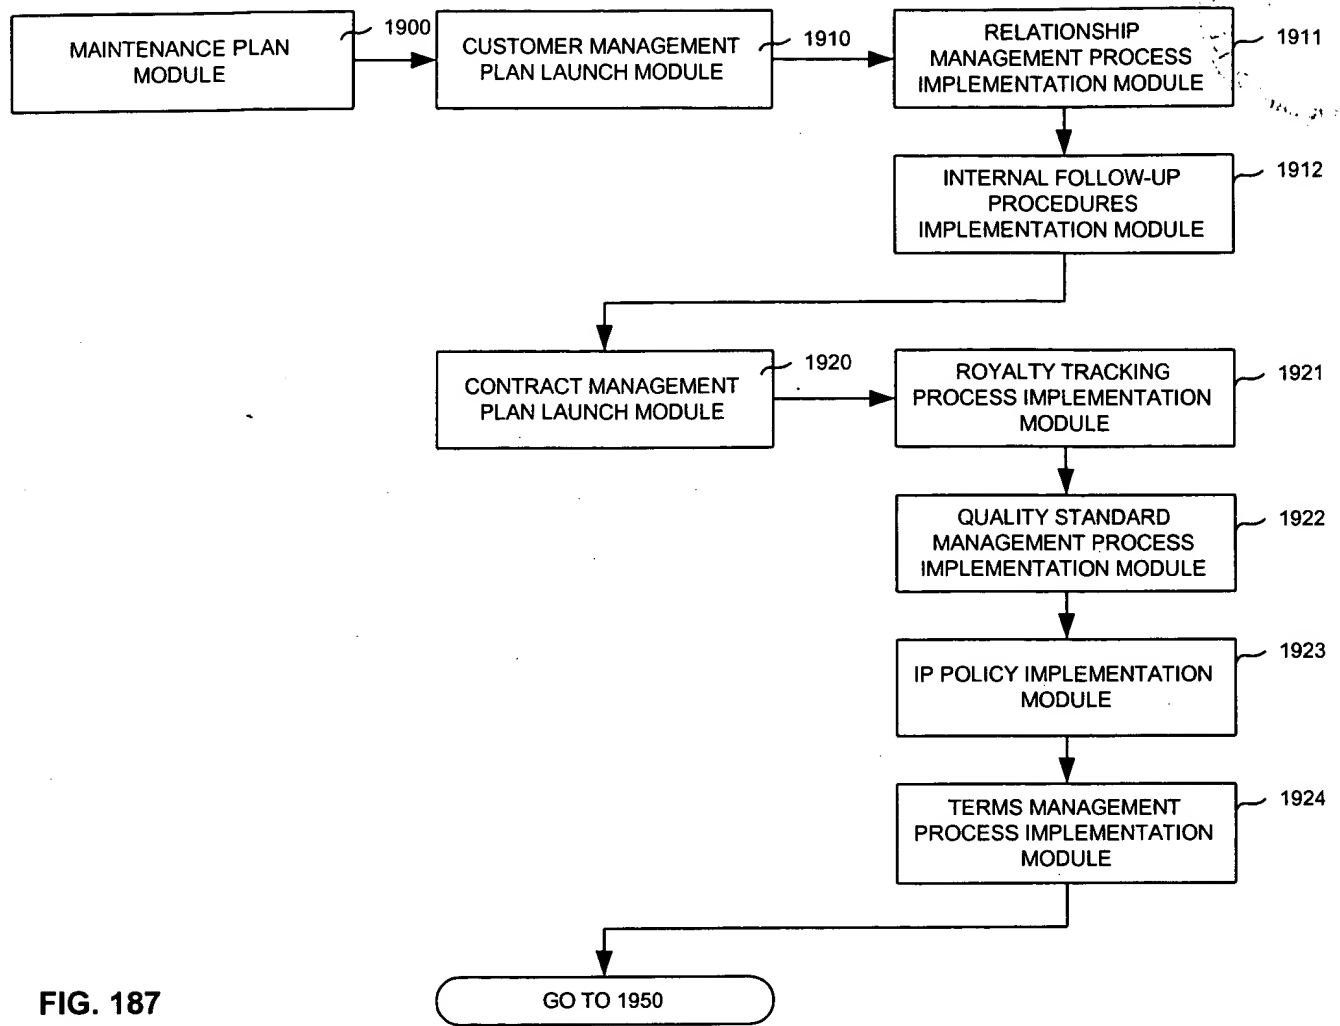 MAINTENANCE PLAN
MODULE
1900
CUSTOMER MANAGEMENT
PLAN LAUNCH MODULE
1910
RELATIONSHIP
MANAGEMENT PROCESS
IMPLEMENTATION MODULE
1911
INTERNAL FOLLOW-UP
PROCEDURES
IMPLEMENTATION MODULE
1912
CONTRACT MANAGEMENT
PLAN LAUNCH MODULE
1920
ROYALTY TRACKING
PROCESS IMPLEMENTATION
MODULE
1921
QUALITY STANDARD
MANAGEMENT PROCESS
IMPLEMENTATION MODULE
1922
IP POLICY IMPLEMENTATION
MODULE
1923
TERMS MANAGEMENT
PROCESS IMPLEMENTATION
MODULE
1924
GO TO 1950
FIG. 187